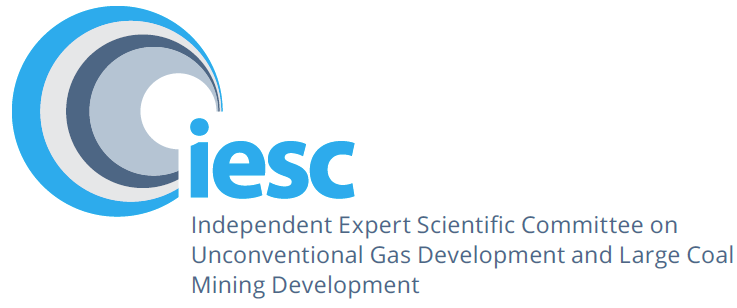 iesc
Independent Expert Scientific Committee on
Unconventional Gas Development and Large Coal
Mining Development